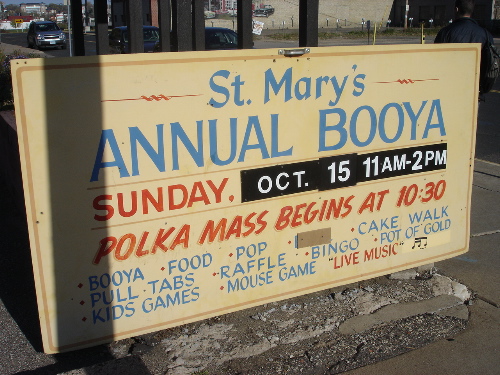 St. Mary's
ANNUAL BOOYA
SUNDAY, OCT. 15 11AM-2PM
POLKA MASS BEGINS AT 10:30
• BOOYA • FOOD • POP • BINGO • CAKE WALK
• PULL-TABS • RAFFLE • POT OF GOLD
• KIDS GAMES • MOUSE GAME "LIVE MUSIC"